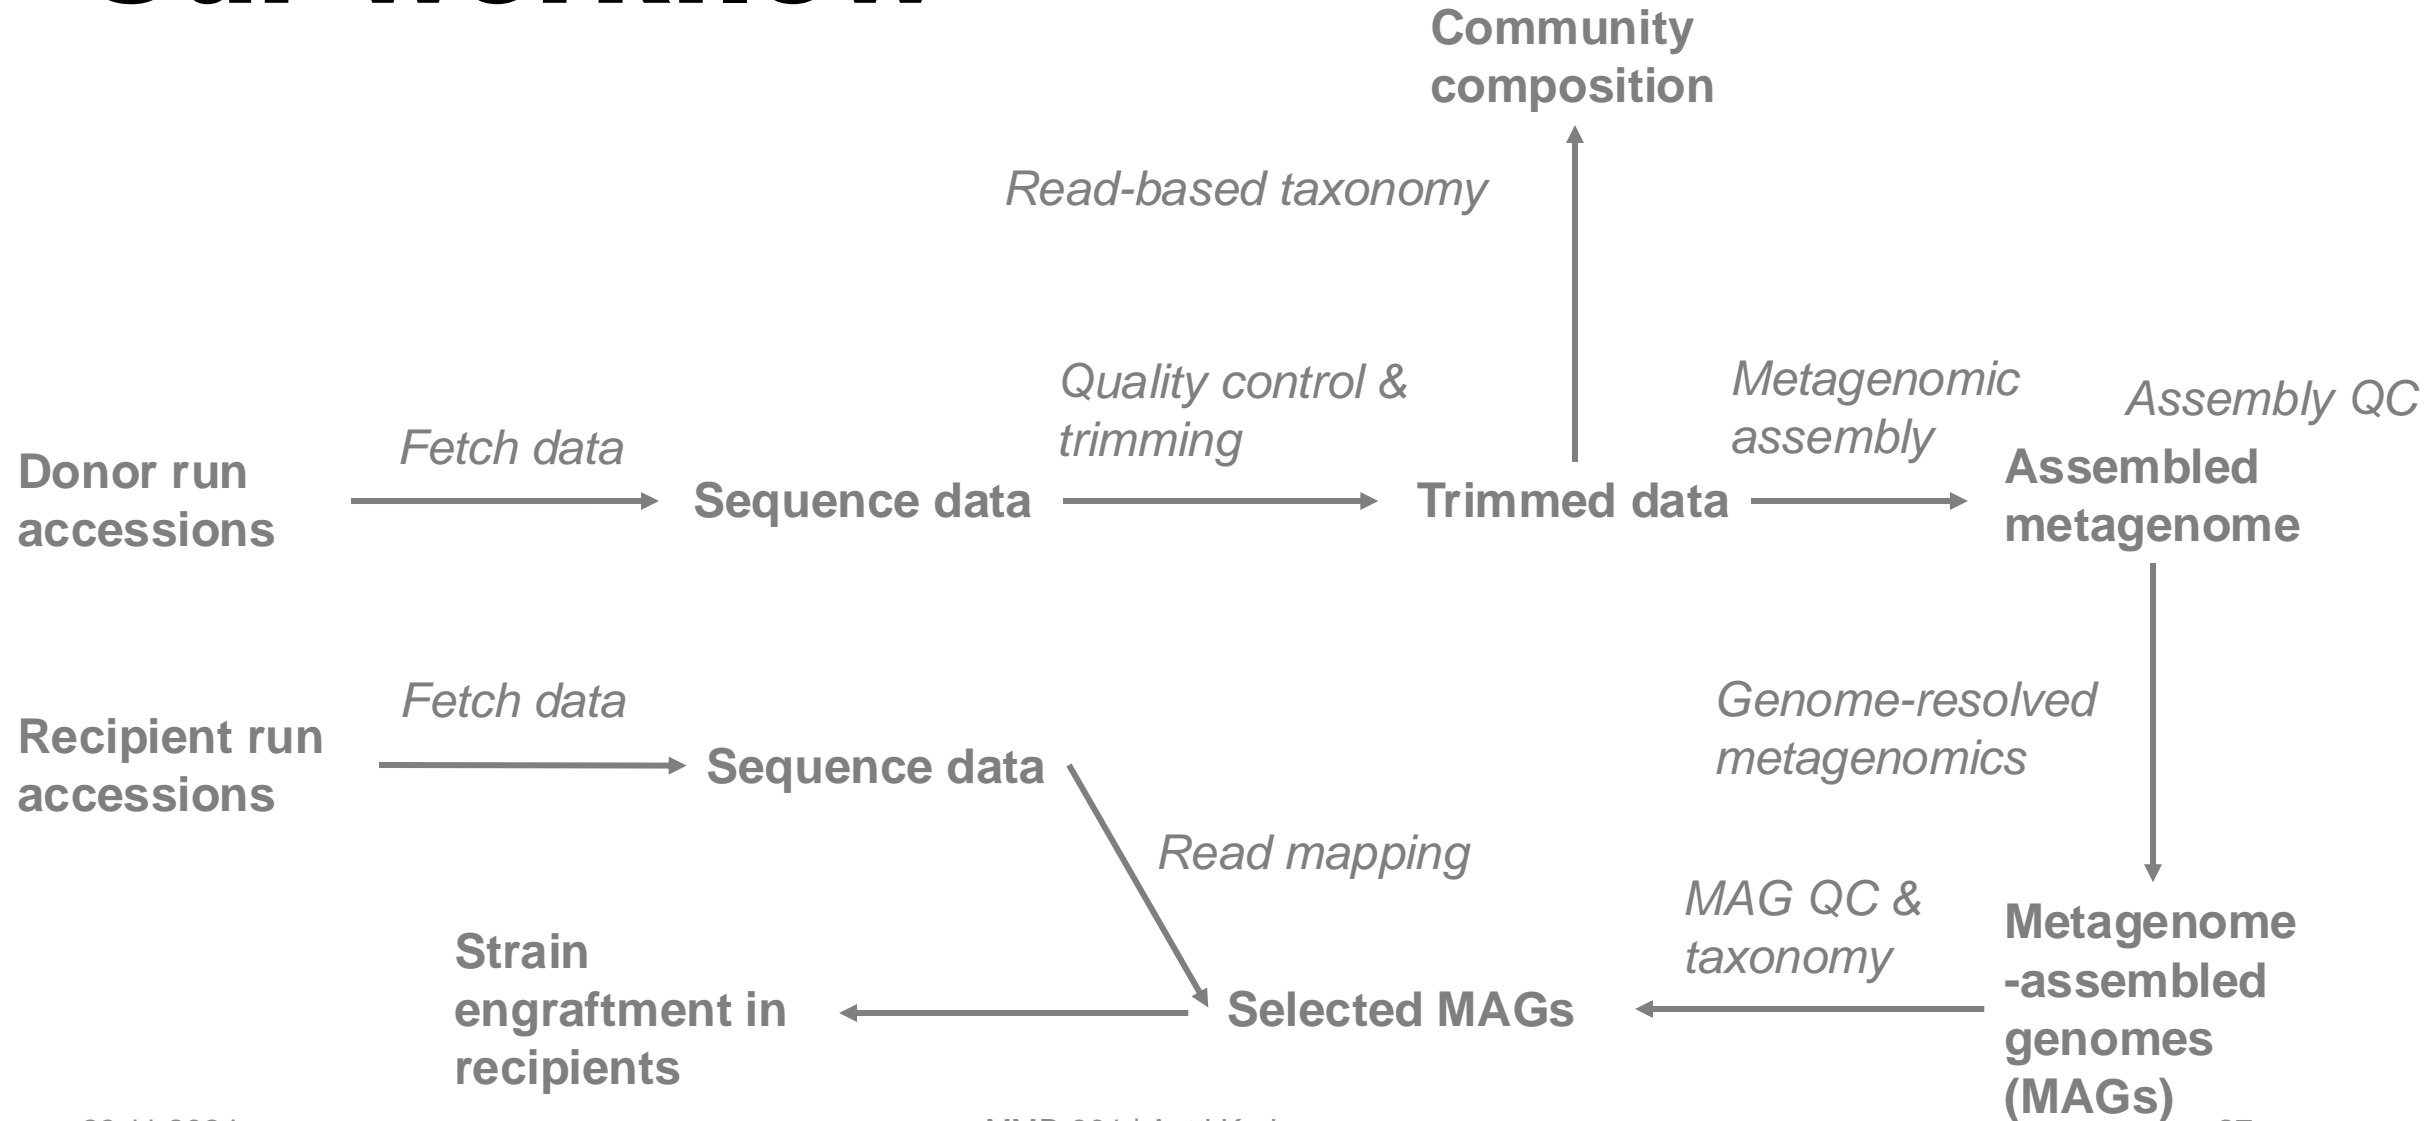 Our workflow
Community
composition
Read-based taxonomy
Quality control &
trimming
Metagenomic
assembly
Assembly QC
Donor run
accessions
Fetch data
Sequence data
Trimmed data
Assembled
metagenome
Recipient run
accessions
Fetch data
Sequence data
Genome-resolved
metagenomics
Read mapping
MAG QC &
taxonomy
Strain
engraftment in
recipients
Selected MAGs
Metagenome
-assembled
genomes
(MAGs)